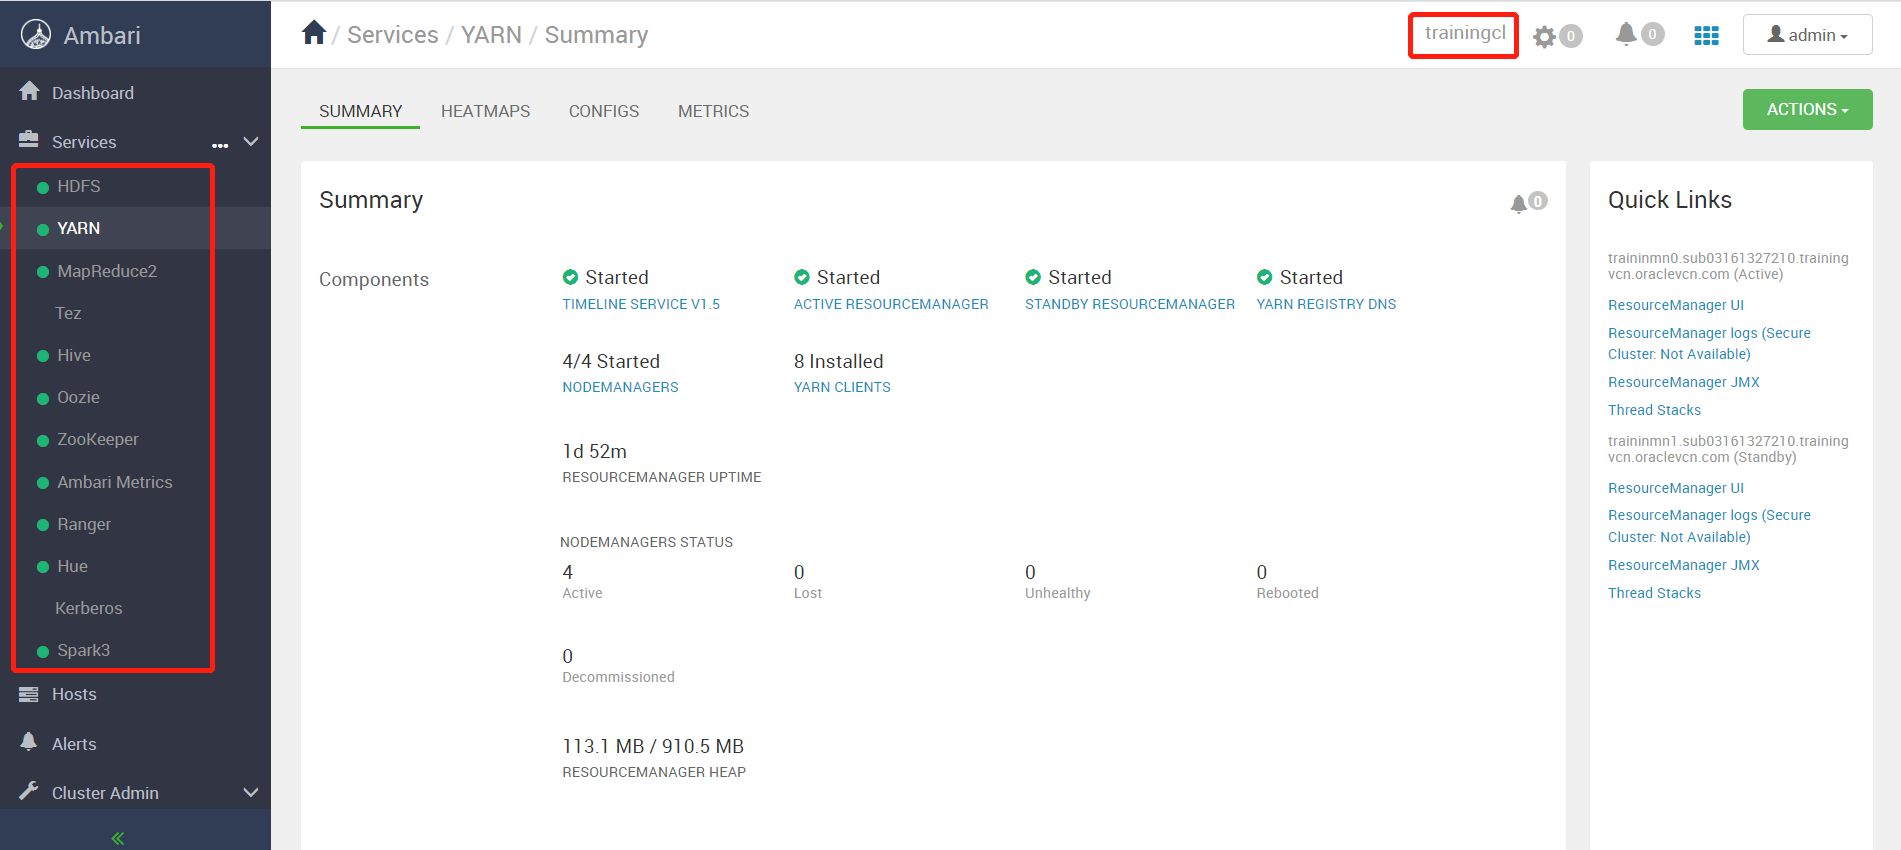 Ambari
Dashboard
Services
HDFS
YARN
MapReduce2
Tez
Hive
Oozie
ZooKeeper
Ambari Metrics
Ranger
Hue
Kerberos
Spark3
Hosts
Alerts
Cluster Admin
/ Services / YARN / Summary
trainingcl
0
0
admin
SUMMARY HEATMAPS CONFIGS METRICS
ACTIONS
Summary
0
Components
Started
TIMELINE SERVICE V1.5
Started
ACTIVE RESOURCEMANAGER
Started
STANDBY RESOURCEMANAGER
Started
YARN REGISTRY DNS
4/4 Started
NODEMANAGERS
8 Installed
YARN CLIENTS
1d 52m
RESOURCEMANAGER UPTIME
NODEMANAGERS STATUS
4
Active
0
Lost
0
Unhealthy
0
Rebooted
0
Decommissioned
113.1 MB / 910.5 MB
RESOURCEMANAGER HEAP
Quick Links
traininmn0.sub03161327210.training
vcn.oraclevcn.com (Active)
ResourceManager UI
ResourceManager logs (Secure
Cluster: Not Available)
ResourceManager JMX
Thread Stacks
traininmn1.sub03161327210.training
vcn.oraclevcn.com (Standby)
ResourceManager UI
ResourceManager logs (Secure
Cluster: Not Available)
ResourceManager JMX
Thread Stacks